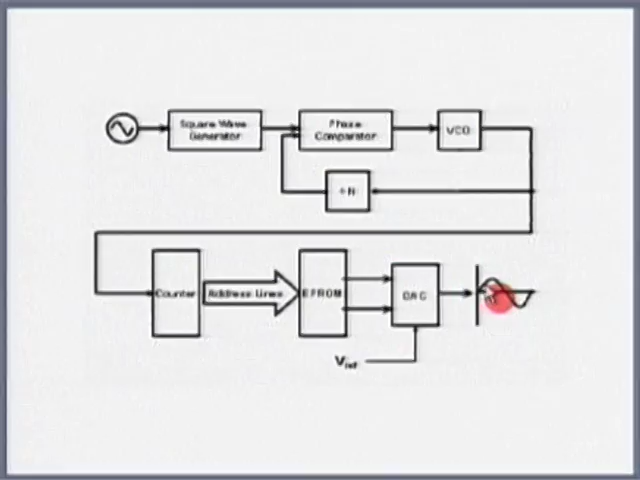 Square Wave
Generator
Phase
Comparator
VCO
÷N
Counter
Address Lines
EPROM
DAC
Vref